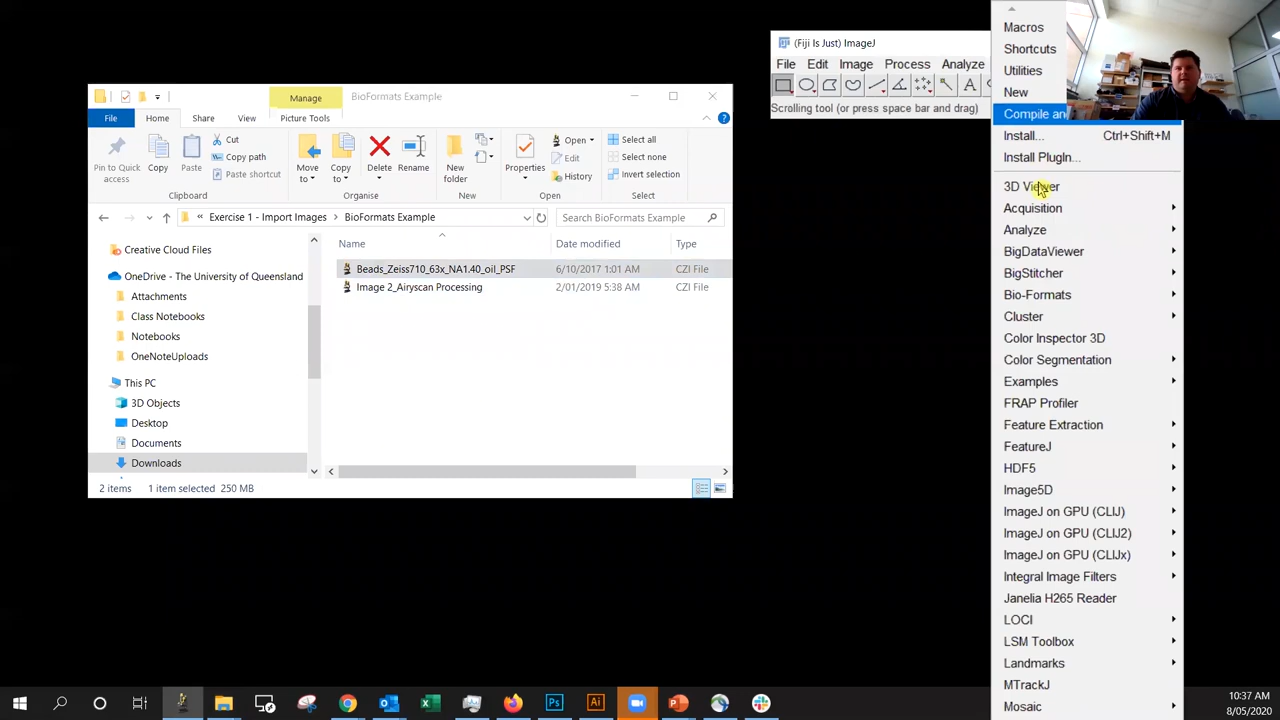 Manage
BioFormats Example
File
Home
Share
View
Picture Tools
Pin to Quick access
Copy
Paste
Cut
Copy path
Paste shortcut
Clipboard
Move to
Copy to
Delete
Rename
Organise
New folder
New
Properties
Open
Edit
History
Open
Select all
Select none
Invert selection
Select
« Exercise 1 - Import Images > BioFormats Example
Search BioFormats Example
Creative Cloud Files
OneDrive - The University of Queensland
Attachments
Class Notebooks
Notebooks
OneNoteUploads
This PC
3D Objects
Desktop
Documents
Downloads
Name
Date modified
Type
Beads_Zeiss710_63x_NA1.40_oil_PSF 6/10/2017 1:01 AM CZI File
Image 2_Airyscan Processing 2/01/2019 5:38 AM CZI File
2 items 1 item selected 250 MB
(Fiji Is Just) ImageJ
File Edit Image Process Analyze
A
Scrolling tool (or press space bar and drag)
Macros
Shortcuts
Utilities
New
Compile an
Install... Ctrl+Shift+M
Install PlugIn...
3D Viewer
Acquisition
Analyze
BigDataViewer
BigStitcher
Bio-Formats
Cluster
Color Inspector 3D
Color Segmentation
Examples
FRAP Profiler
Feature Extraction
FeatureJ
HDF5
Image5D
ImageJ on GPU (CLIJ)
ImageJ on GPU (CLIJ2)
ImageJ on GPU (CLIJx)
Integral Image Filters
Janelia H265 Reader
LOCI
LSM Toolbox
Landmarks
MTrackJ
Mosaic
Ps
Ai
10:37 AM
8/05/2020